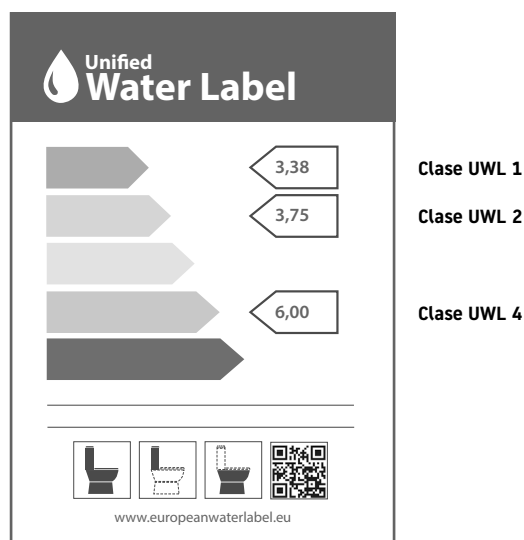 Unified
Water Label
3,38
Clase UWL 1
3,75
Clase UWL 2
6,00
Clase UWL 4
www.europeanwaterlabel.eu